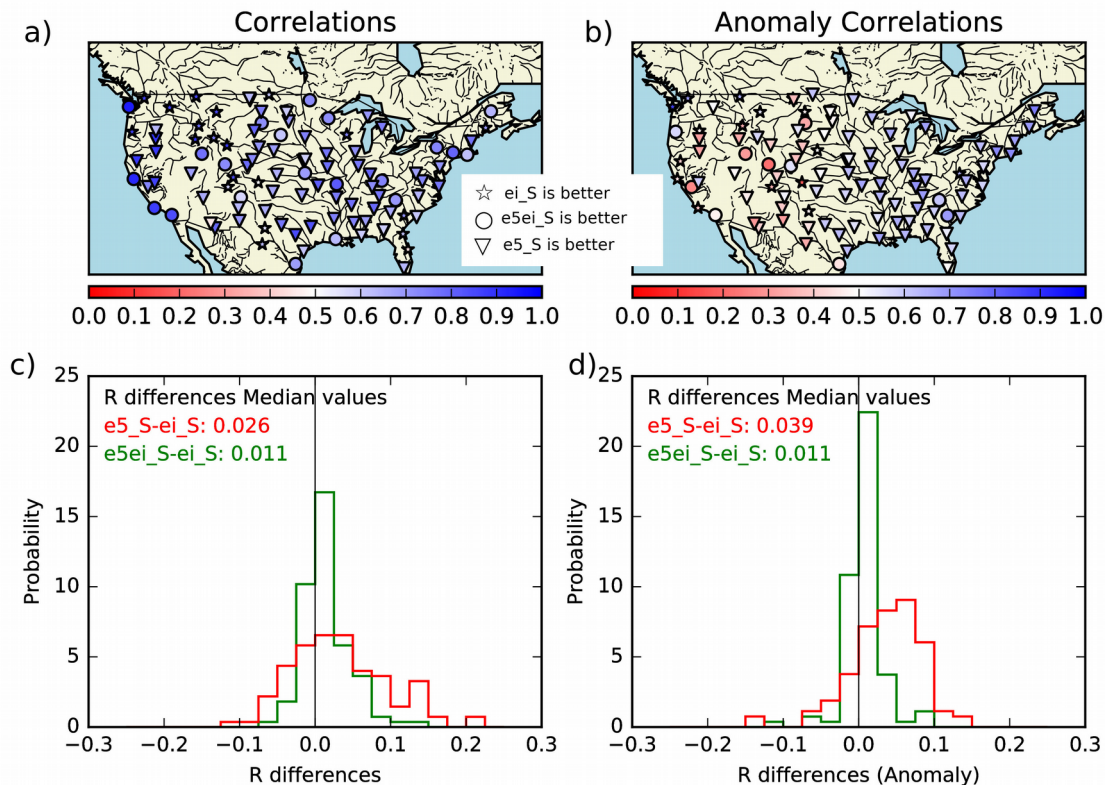 a)
Correlations
b)
Anomaly Correlations
ei_S is better
e5ei_S is better
e5_S is better
0.0 0.1 0.2 0.3 0.4 0.5 0.6 0.7 0.8 0.9 1.0
0.0 0.1 0.2 0.3 0.4 0.5 0.6 0.7 0.8 0.9 1.0
c)
25
20
15
10
5
0
Probability
R differences Median values
e5_S-ei_S: 0.026
e5ei_S-ei_S: 0.011
−0.3 −0.2 −0.1 0.0 0.1 0.2 0.3
R differences
d)
25
20
15
10
5
0
Probability
R differences Median values
e5_S-ei_S: 0.039
e5ei_S-ei_S: 0.011
−0.3 −0.2 −0.1 0.0 0.1 0.2 0.3
R differences (Anomaly)